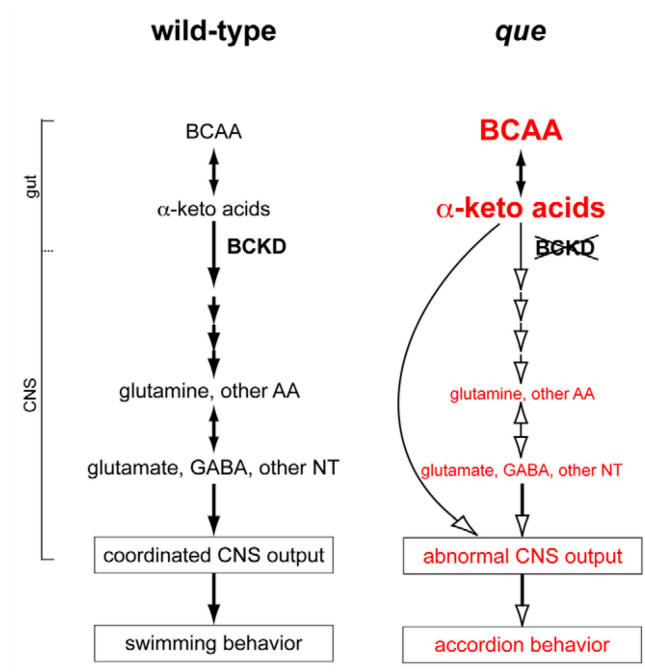 wild-type
que
gut
CNS
BCAA
α-keto acids
BCKD
glutamine, other AA
glutamate, GABA, other NT
coordinated CNS output
swimming behavior
BCAA
α-keto acids
BCKD
glutamine, other AA
glutamate, GABA, other NT
abnormal CNS output
accordion behavior